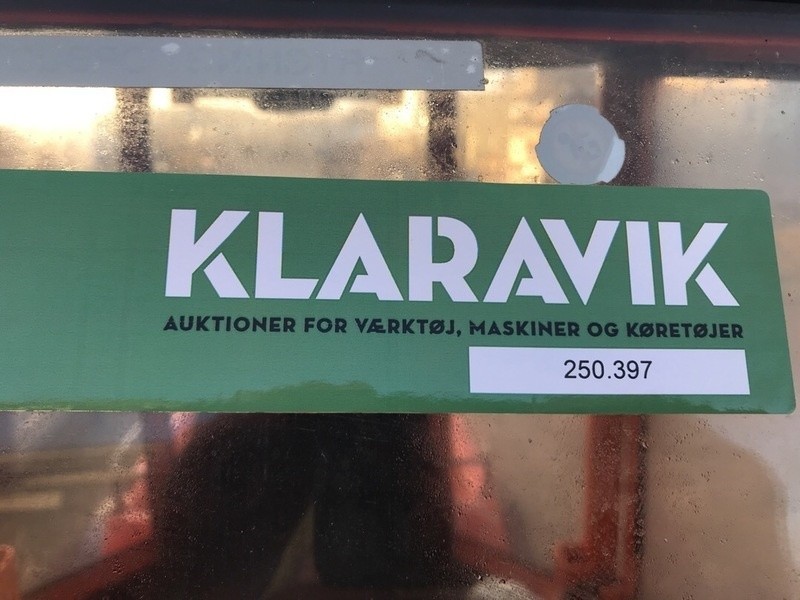 KLARAVIK
AUKTIONER FOR VÆRKTØJ, MASKINER OG KØRETØJER
250.397